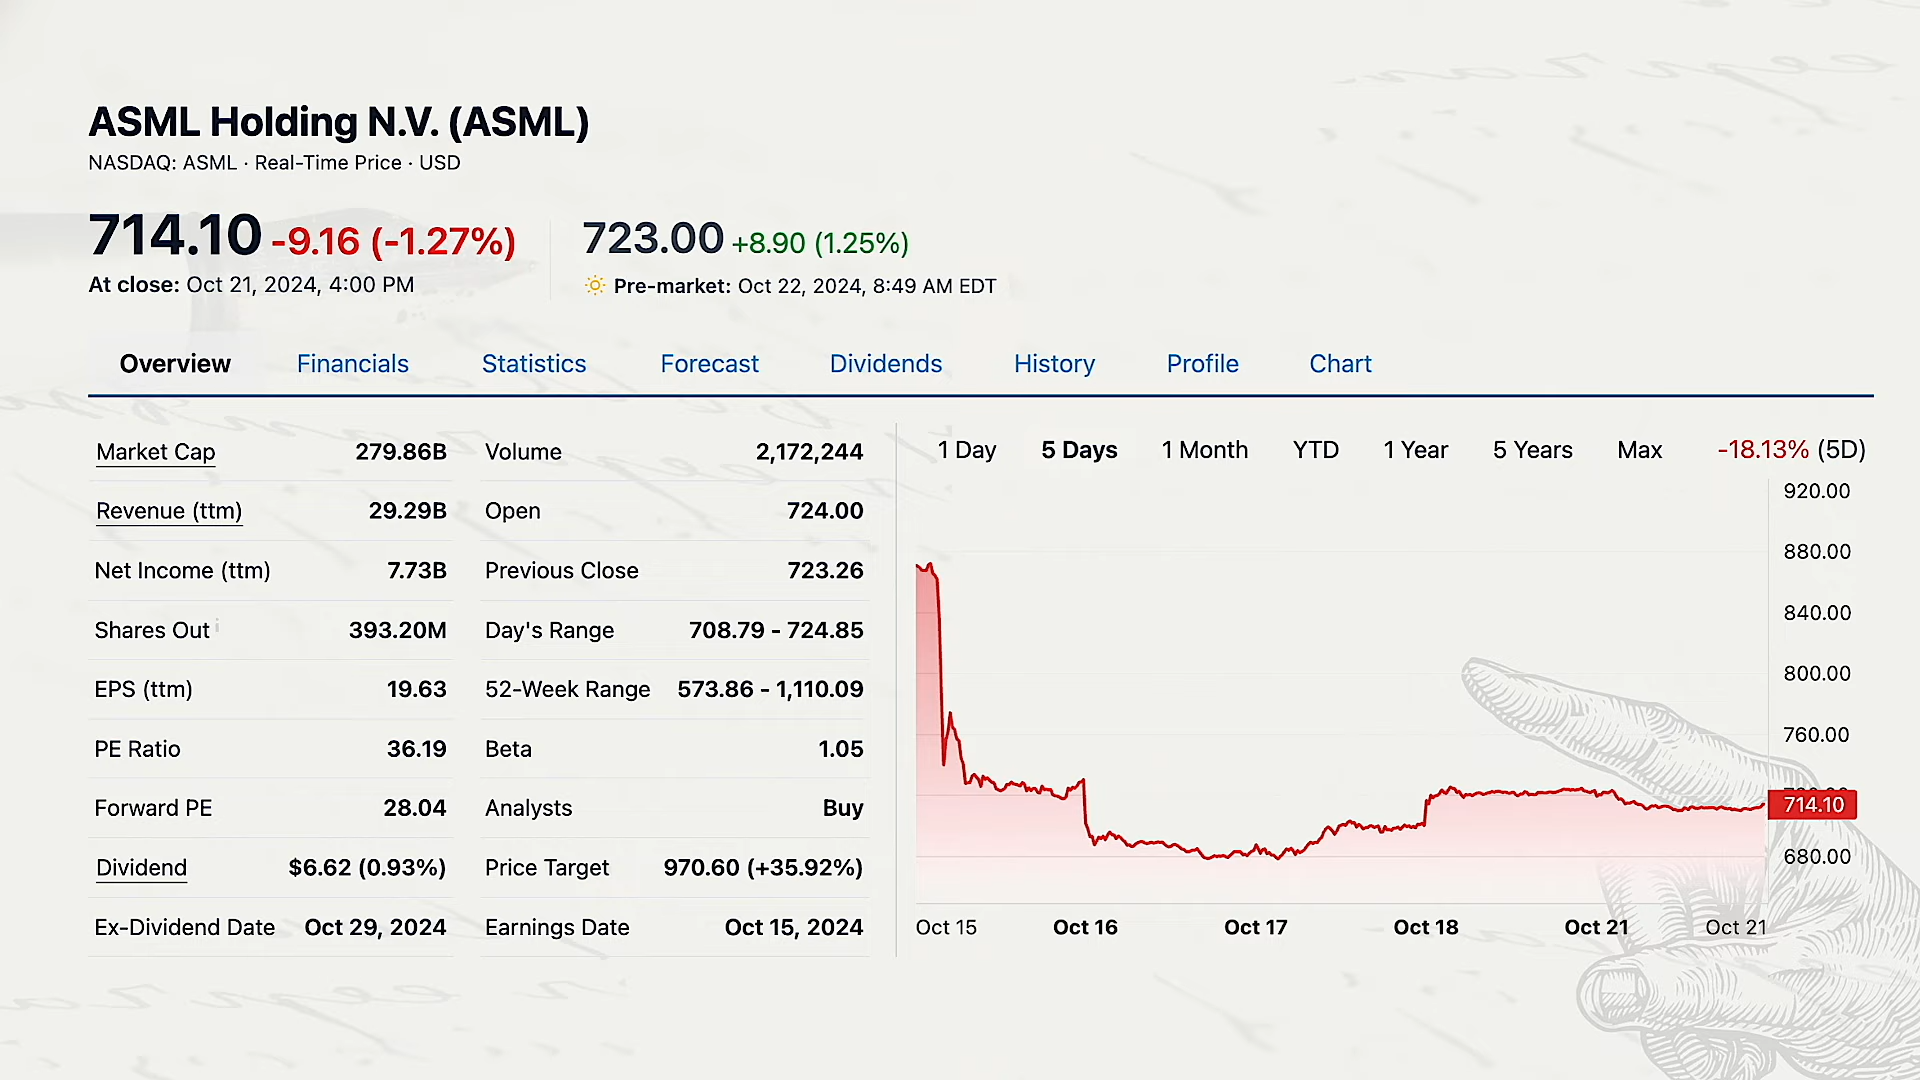 ASML Holding N.V. (ASML)
NASDAQ: ASML · Real-Time Price · USD
714.10 -9.16 (-1.27%)
At close: Oct 21, 2024, 4:00 PM
723.00 +8.90 (1.25%)
Pre-market: Oct 22, 2024, 8:49 AM EDT
Overview Financials Statistics Forecast Dividends History Profile Chart
Market Cap 279.86B
Revenue (ttm) 29.29B
Net Income (ttm) 7.73B
Shares Out i 393.20M
EPS (ttm) 19.63
PE Ratio 36.19
Forward PE 28.04
Dividend $6.62 (0.93%)
Ex-Dividend Date Oct 29, 2024
Volume 2,172,244
Open 724.00
Previous Close 723.26
Day's Range 708.79 - 724.85
52-Week Range 573.86 - 1,110.09
Beta 1.05
Analysts Buy
Price Target 970.60 (+35.92%)
Earnings Date Oct 15, 2024
1 Day 5 Days 1 Month YTD 1 Year 5 Years Max -18.13% (5D)
920.00
880.00
840.00
800.00
760.00
714.10
680.00
Oct 15 Oct 16 Oct 17 Oct 18 Oct 21 Oct 21